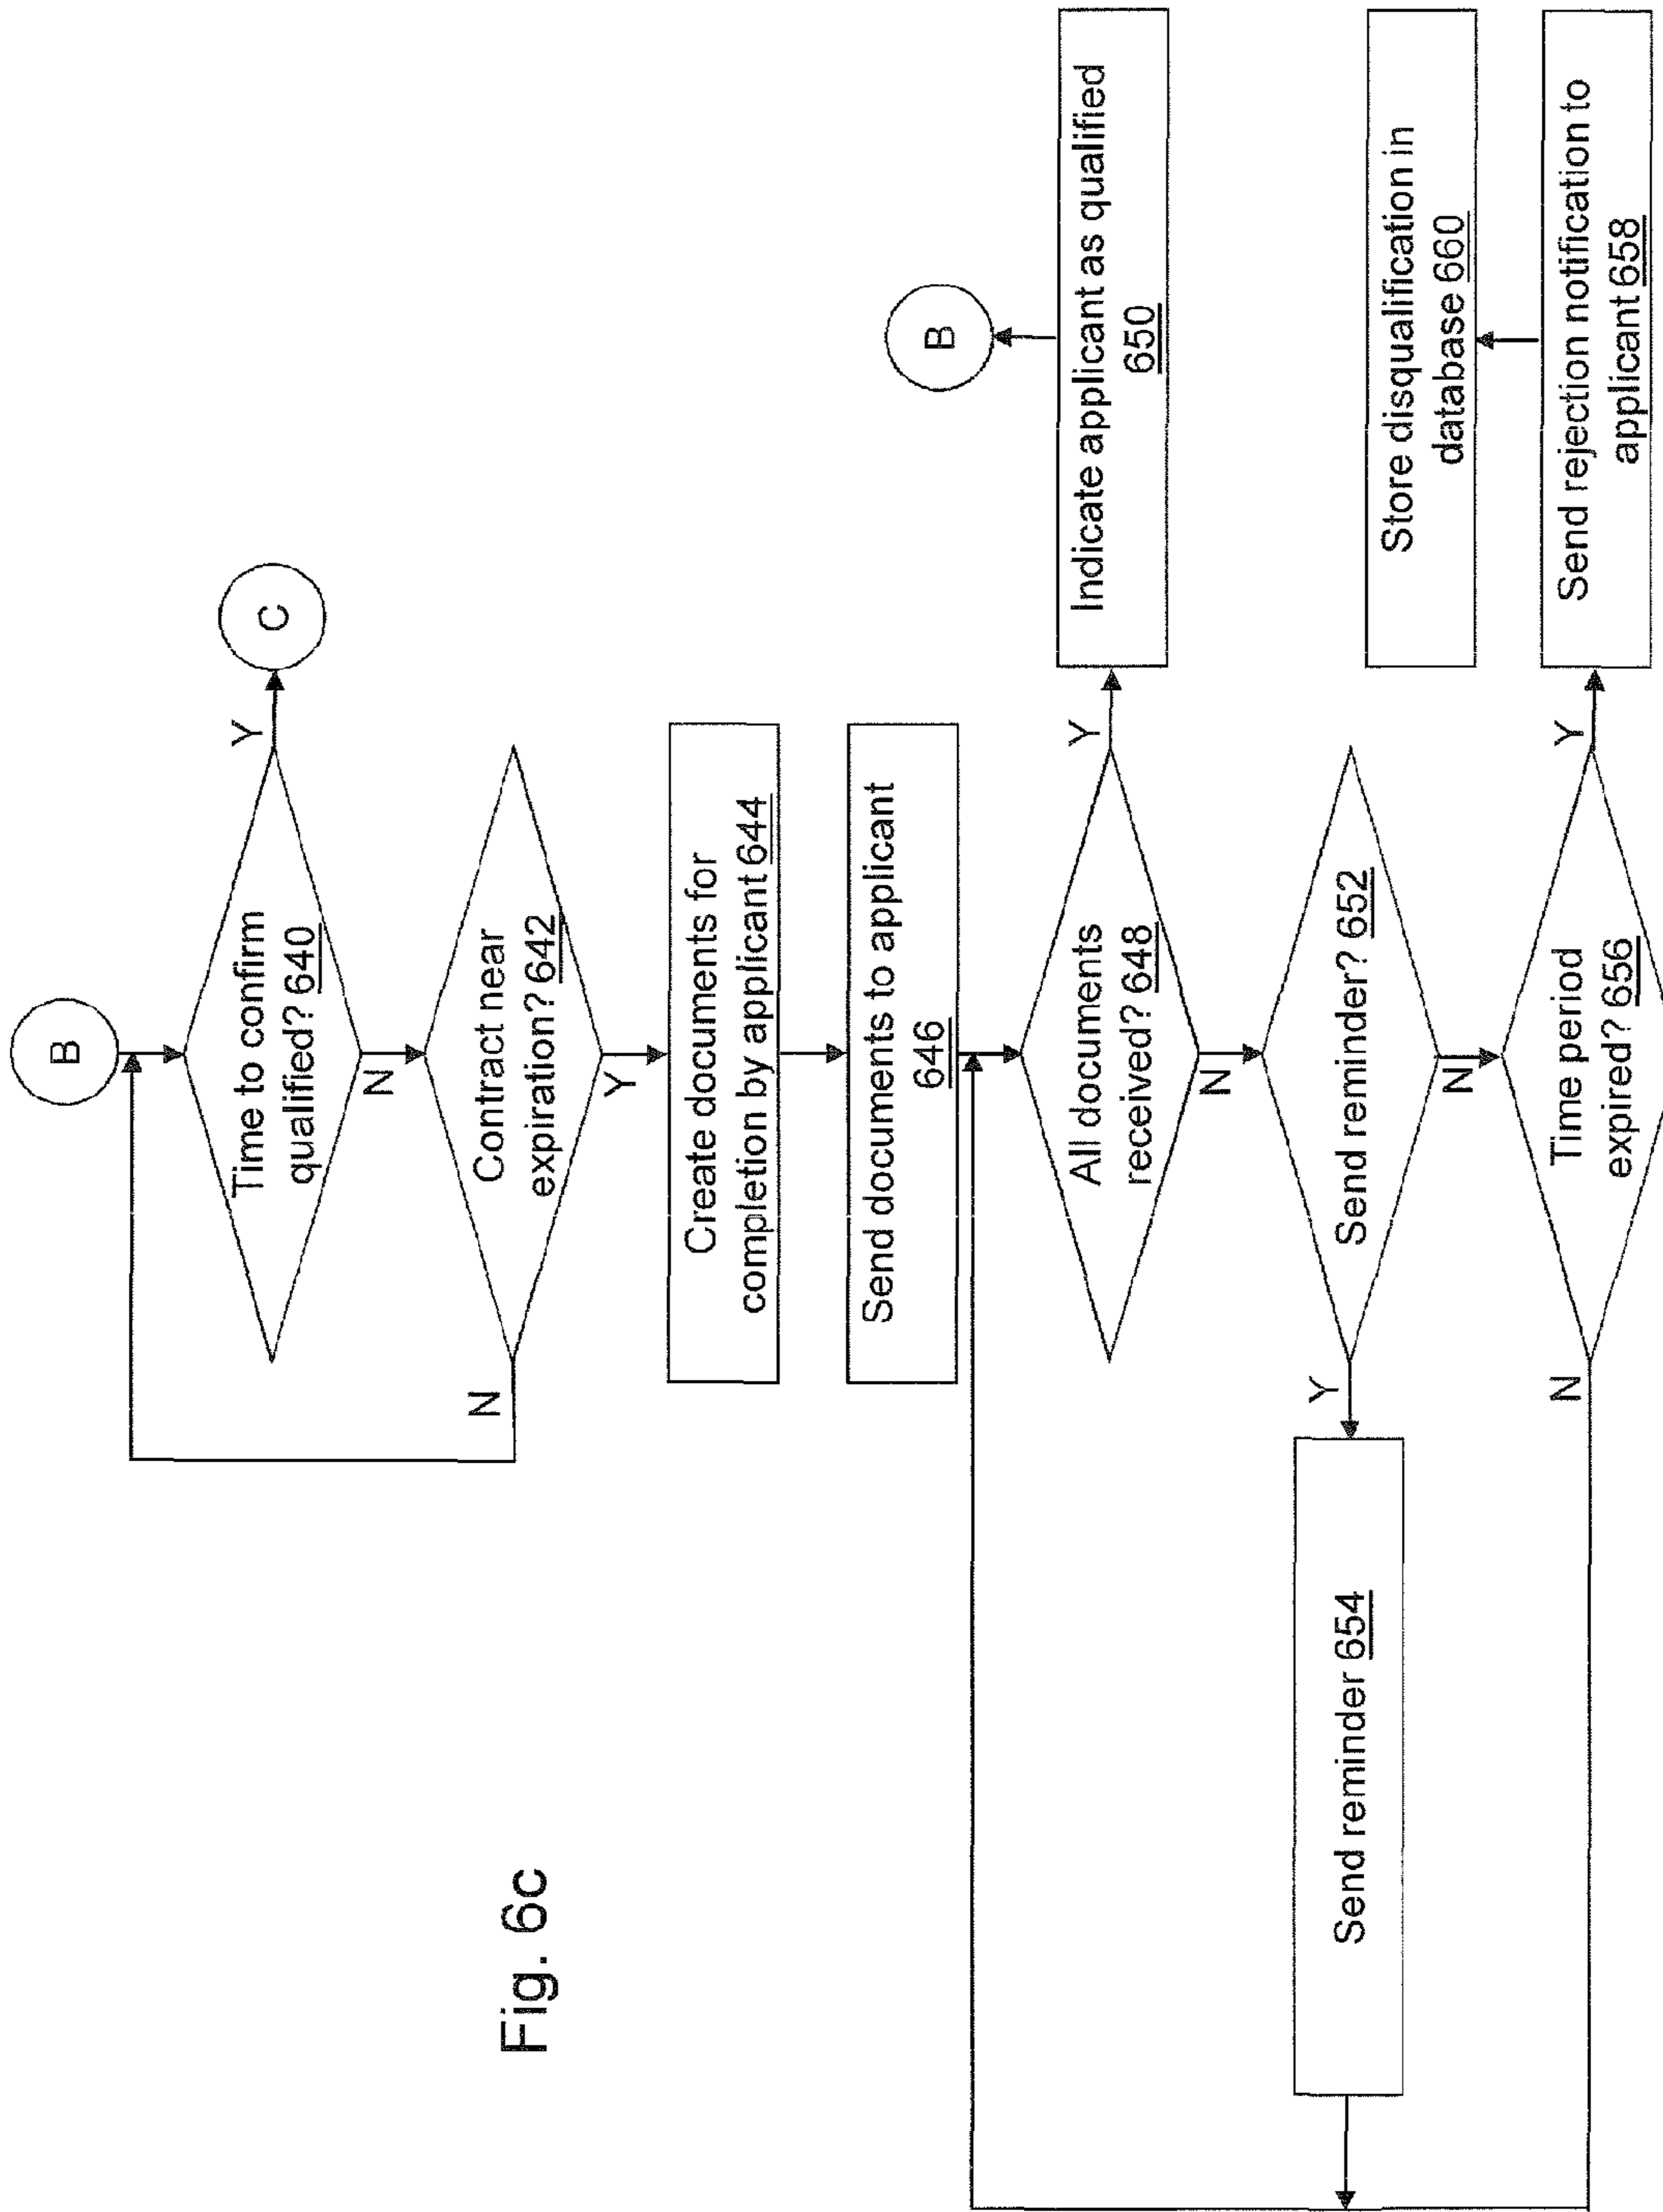 Fig. 6c
B
Time to confirm
qualified? 640
Y
C
N
Contract near
expiration? 642
N
Y
Create documents for
completion by applicant 644
Send documents to applicant
646
All documents
received? 648
Y
Indicate applicant as qualified
650
B
N
Send reminder? 652
Y
Send reminder 654
N
Time period
expired? 656
N
Y
Send rejection notification to
applicant 658
Store disqualification in
database 660